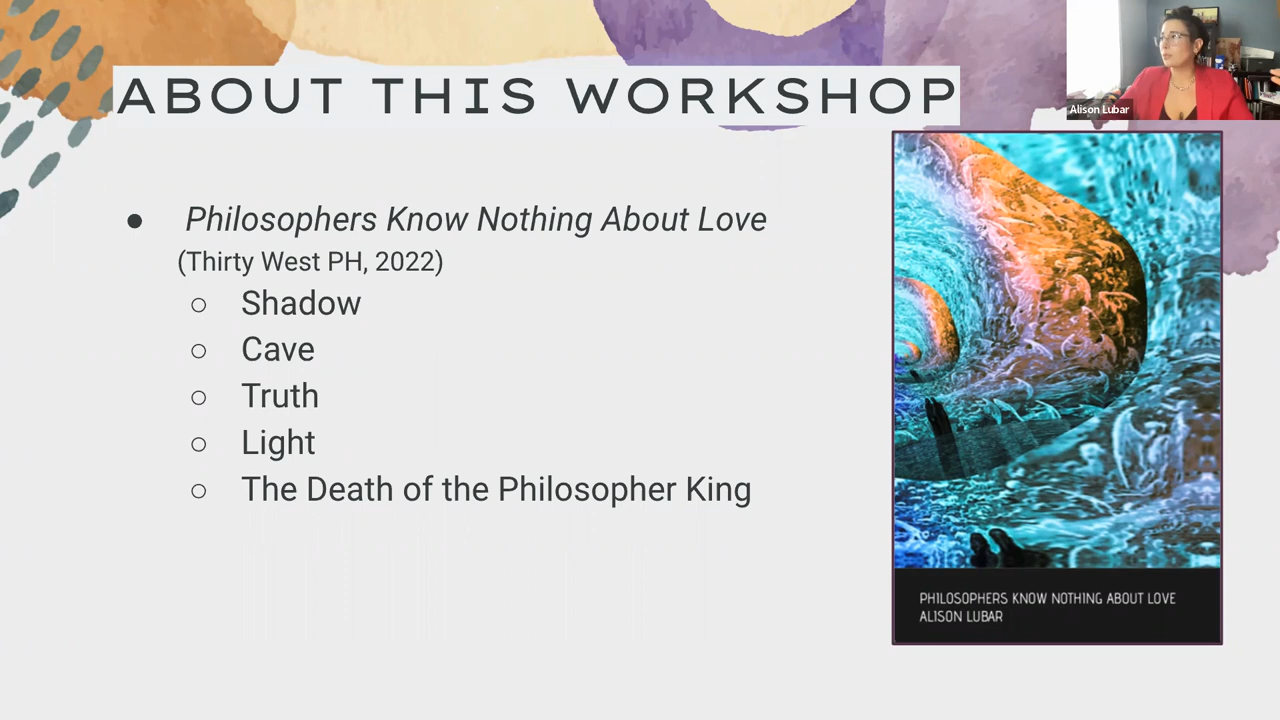 ABOUT THIS WORKSHOP
Alison Lubar
● Philosophers Know Nothing About Love
(Thirty West PH, 2022)
○ Shadow
○ Cave
○ Truth
○ Light
○ The Death of the Philosopher King
PHILOSOPHERS KNOW NOTHING ABOUT LOVE
ALISON LUBAR